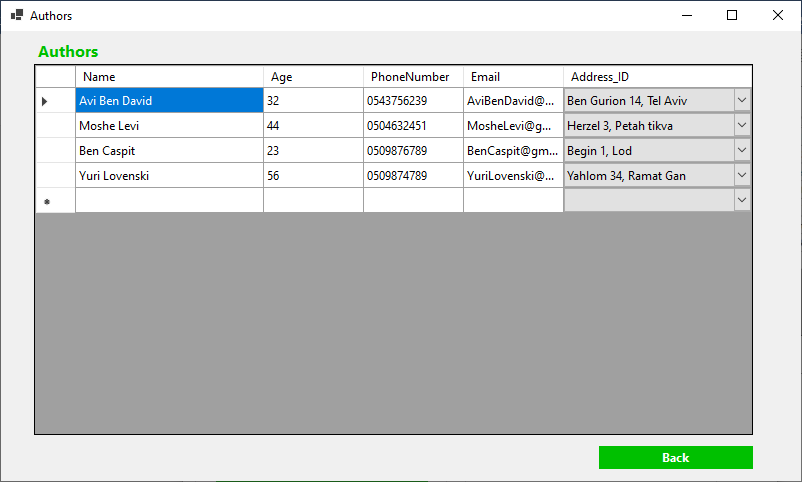 Authors
Authors
Name Age PhoneNumber Email Address_ID
Avi Ben David 32 0543756239 AviBenDavid@... Ben Gurion 14, Tel Aviv
Moshe Levi 44 0504632451 MosheLevi@g... Herzel 3, Petah tikva
Ben Caspit 23 0509876789 BenCaspit@gm... Begin 1, Lod
Yuri Lovenski 56 0509874789 YuriLovenski@... Yahlom 34, Ramat Gan
Back